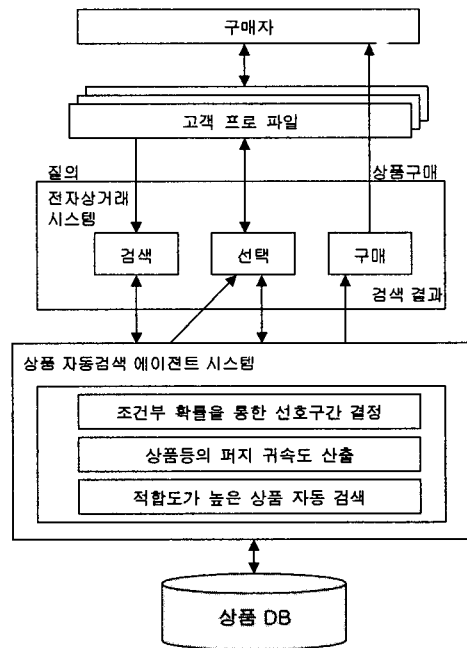 구매자
고객 프로 파일
질의
상품구매
전자상거래
시스템
검색
선택
구매
검색 결과
상품 자동검색 에이젼트 시스템
조건부 확률을 통한 선호구간 결정
상품등의 퍼지 귀속도 산출
적합도가 높은 상품 자동 검색
상품 DB